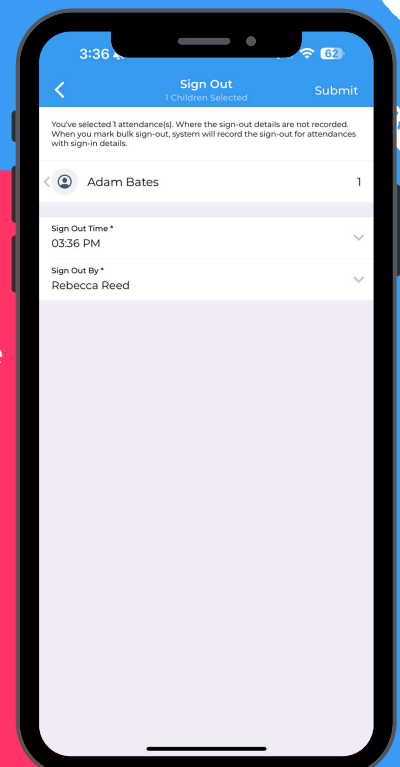 3:36
62
Sign Out
1 Children Selected
Submit
You've selected 1 attendance(s). Where the sign-out details are not recorded.
When you mark bulk sign-out, system will record the sign-out for attendances
with sign-in details.
Adam Bates 1
Sign Out Time *
03:36 PM
Sign Out By *
Rebecca Reed